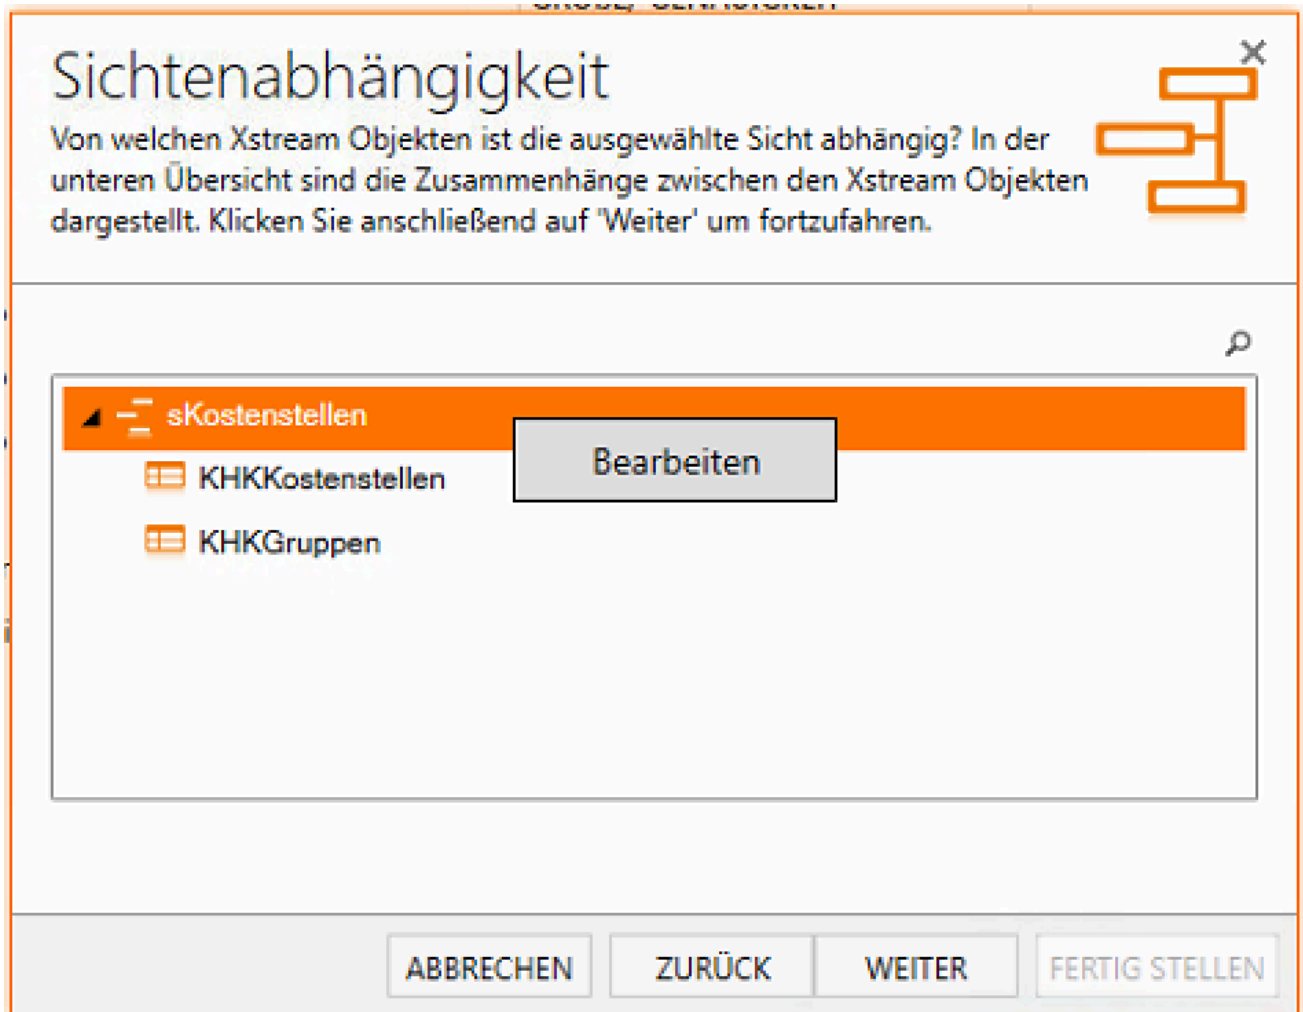 Sichtenabhängigkeit
Von welchen Xstream Objekten ist die ausgewählte Sicht abhängig? In der
unteren Übersicht sind die Zusammenhänge zwischen den Xstream Objekten
dargestellt. Klicken Sie anschließend auf 'Weiter' um fortzufahren.
sKostenstellen
Bearbeiten
KHKKostenstellen
KHKGruppen
ABBRECHEN
ZURÜCK
WEITER
FERTIG STELLEN